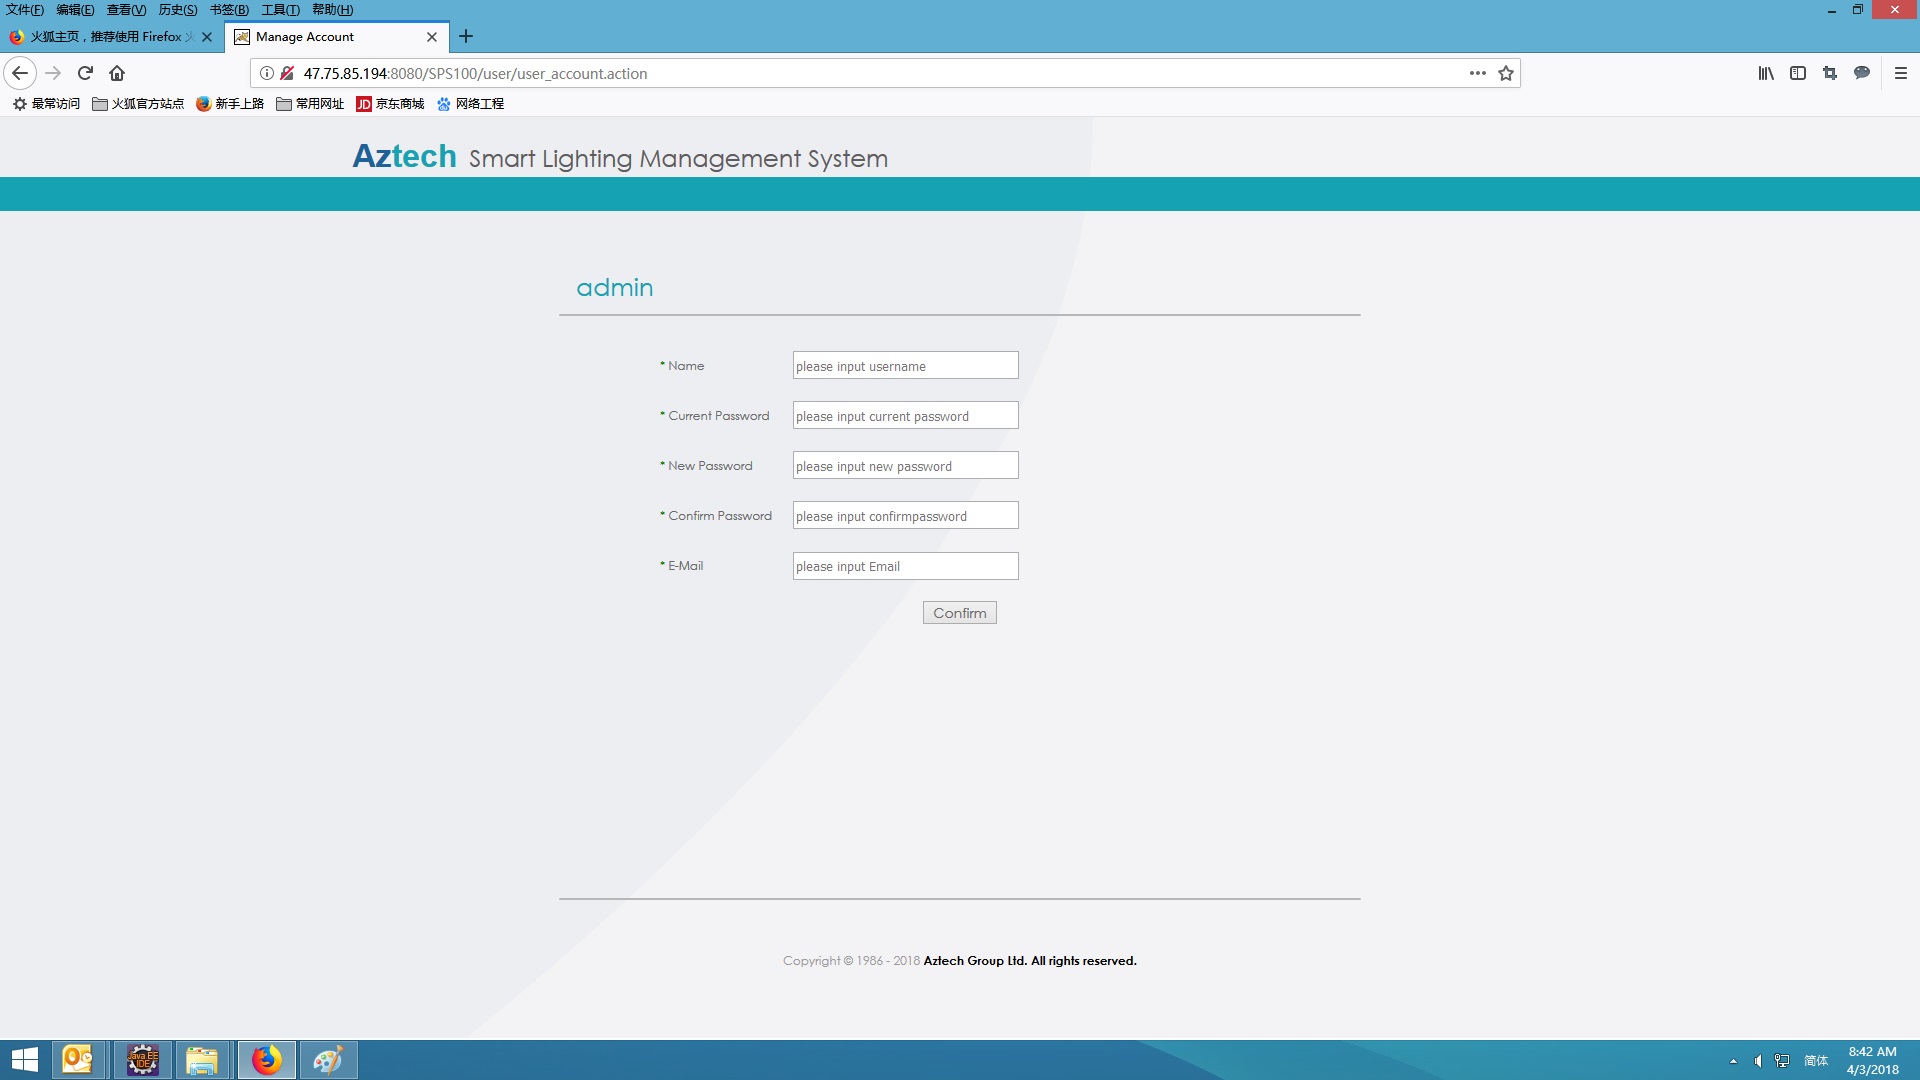 文件(F) 编辑(E) 查看(V) 历史(S) 书签(B) 工具(T) 帮助(H)
火狐主页，推荐使用 Firefox Manage Account
47.75.85.194:8080/SPS100/user/user_account.action
最常访问 火狐官方站点 新手上路 常用网址 JD 京东商城 网络工程
Aztech Smart Lighting Management System
admin
* Name please input username
* Current Password please input current password
* New Password please input new password
* Confirm Password please input confirmpassword
* E-Mail please input Email
Confirm
Copyright © 1986 - 2018 Aztech Group Ltd. All rights reserved.
Java EE
IDE
简体
8:42 AM
4/3/2018